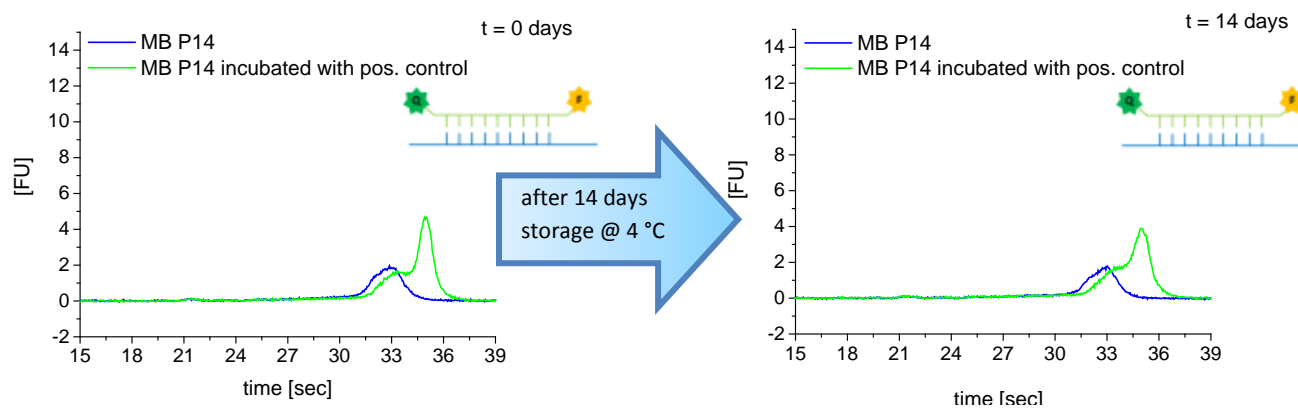 t = 0 days
MB P14
MB P14 incubated with pos. control
Q
F
14
12
10
8
6
4
2
0
-2
[FU]
15 18 21 24 27 30 33 36 39
time [sec]
after 14 days
storage @ 4 °C
t = 14 days
MB P14
MB P14 incubated with pos. control
Q
F
14
12
10
8
6
4
2
0
-2
[FU]
15 18 21 24 27 30 33 36 39
time [sec]